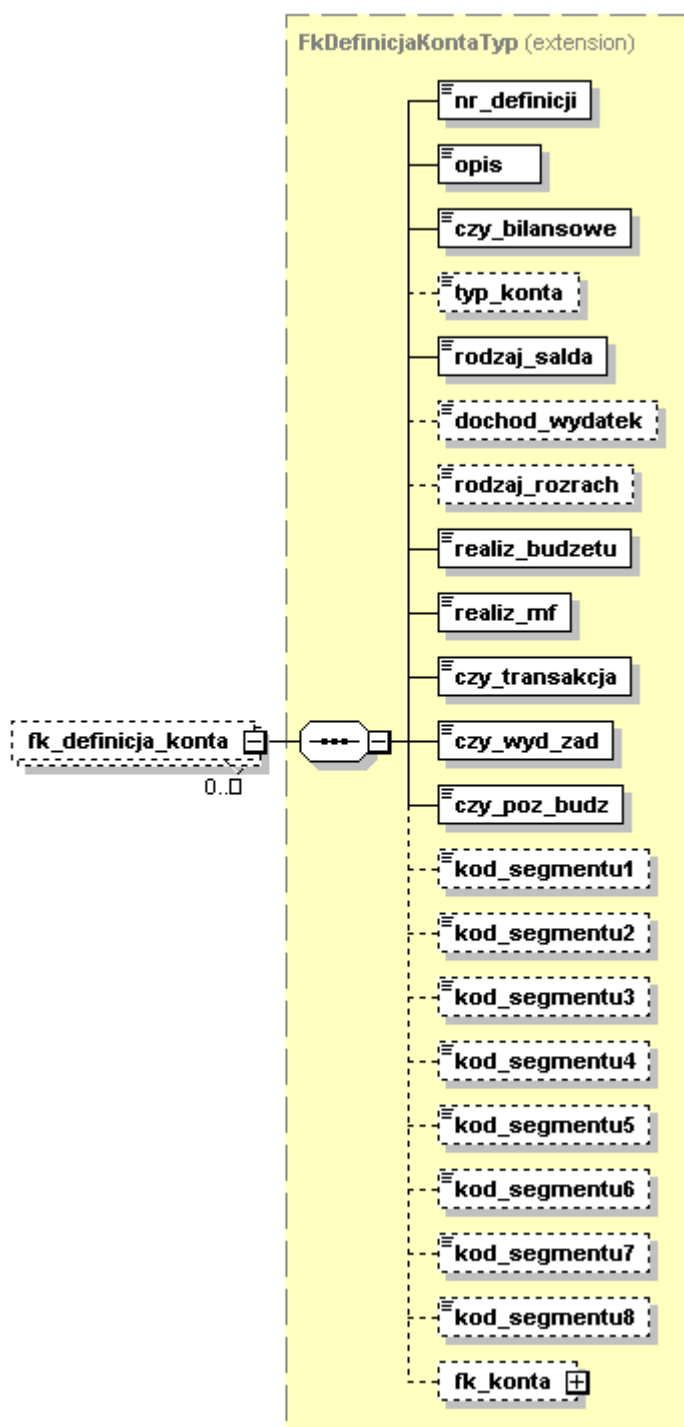 FkDefinicjaKontaTyp (extension)
nr_definicji
opis
czy_bilansowe
typ_konta
rodzaj_salda
dochod_wydatek
rodzaj_rozrach
realiz_budzetu
realiz_mf
czy_transakcja
fk_definicja_konta
czy_wyd_zad
0..□
czy_poz_budz
kod_segmentu1
kod_segmentu2
kod_segmentu3
kod_segmentu4
kod_segmentu5
kod_segmentu6
kod_segmentu7
kod_segmentu8
fk_konta